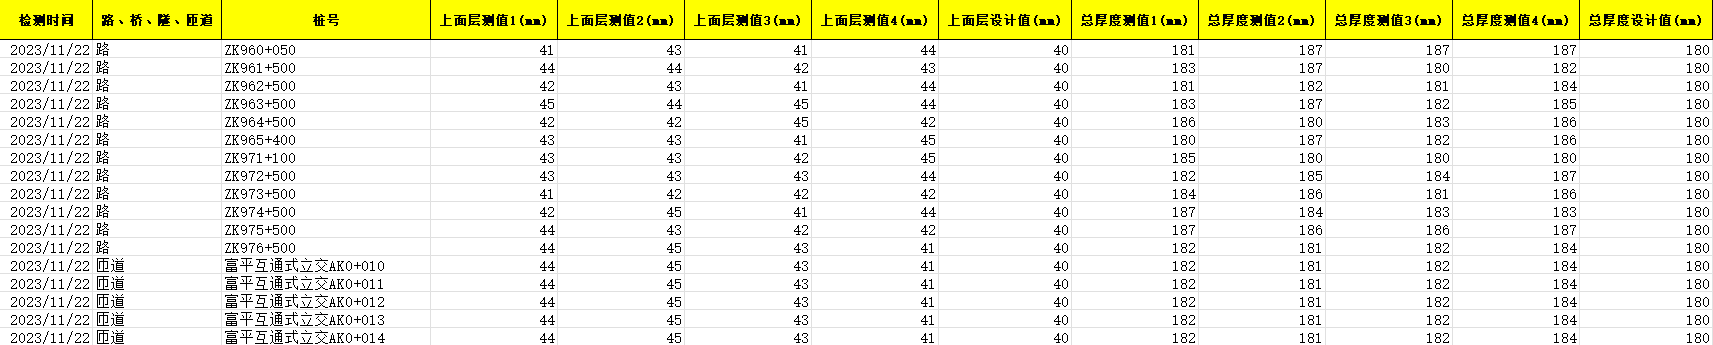 检测时间 路、桥、隧、匝道 桩号 上面层测值1(mm) 上面层测值2(mm) 上面层测值3(mm) 上面层测值4(mm) 上面层设计值(mm) 总厚度测值1(mm) 总厚度测值2(mm) 总厚度测值3(mm) 总厚度测值4(mm) 总厚度设计值(mm)
2023/11/22 路 ZK960+050 41 43 41 44 40 181 187 187 187 180
2023/11/22 路 ZK961+500 44 44 42 43 40 183 187 180 182 180
2023/11/22 路 ZK962+500 42 43 41 44 40 181 182 181 184 180
2023/11/22 路 ZK963+500 45 44 45 44 40 183 187 182 185 180
2023/11/22 路 ZK964+500 42 42 45 42 40 186 180 183 186 180
2023/11/22 路 ZK965+400 43 43 41 45 40 180 187 182 186 180
2023/11/22 路 ZK971+100 43 43 42 45 40 185 180 180 180 180
2023/11/22 路 ZK972+500 43 43 43 44 40 182 185 184 187 180
2023/11/22 路 ZK973+500 41 42 42 42 40 184 186 181 186 180
2023/11/22 路 ZK974+500 42 45 41 44 40 187 184 183 183 180
2023/11/22 路 ZK975+500 44 43 42 42 40 187 186 186 187 180
2023/11/22 路 ZK976+500 44 45 43 41 40 182 181 182 184 180
2023/11/22 匝道 富平互通式立交AK0+010 44 45 43 41 40 182 181 182 184 180
2023/11/22 匝道 富平互通式立交AK0+011 44 45 43 41 40 182 181 182 184 180
2023/11/22 匝道 富平互通式立交AK0+012 44 45 43 41 40 182 181 182 184 180
2023/11/22 匝道 富平互通式立交AK0+013 44 45 43 41 40 182 181 182 184 180
2023/11/22 匝道 富平互通式立交AK0+014 44 45 43 41 40 182 181 182 184 180